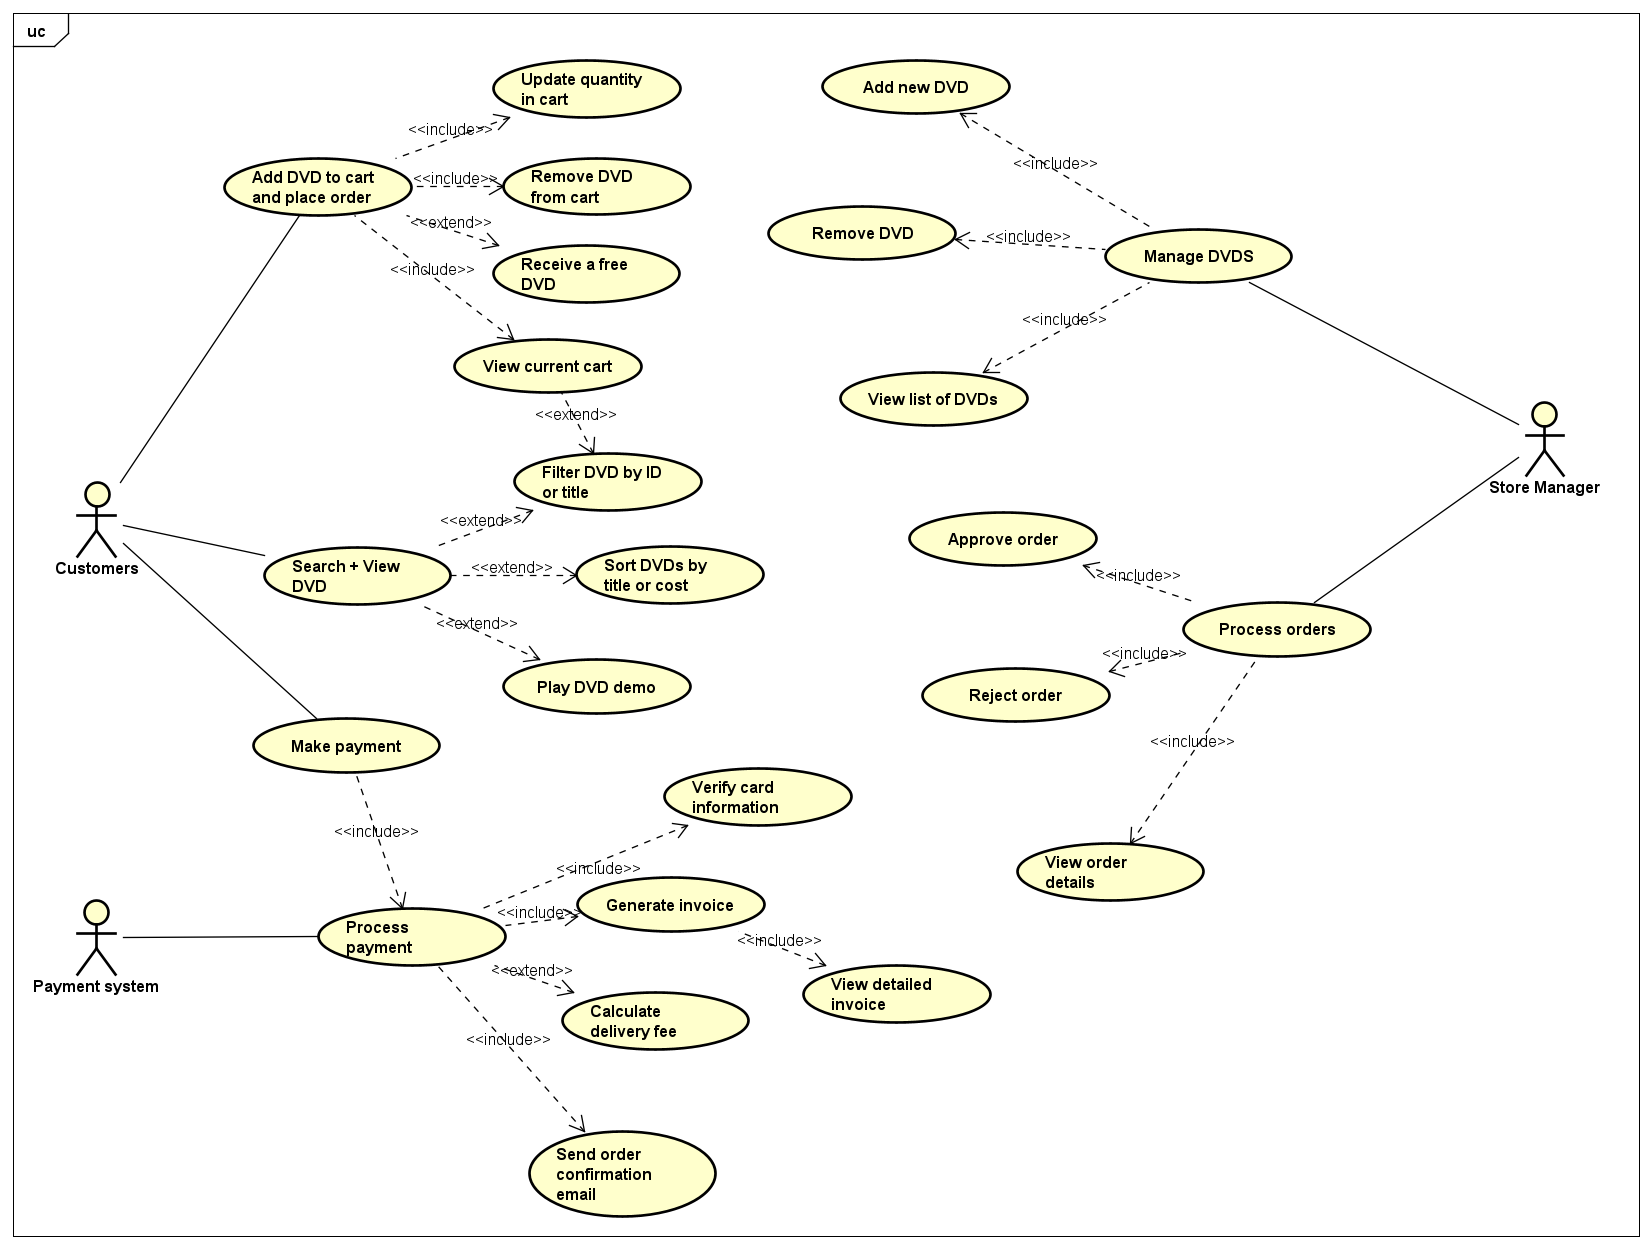 uc
Update quantity
in cart
Add new DVD
<<include>>
<<include>>
Add DVD to cart
and place order
<<include>>
Remove DVD
from cart
<<extend>>
Remove DVD
<<include>>
Manage DVDS
Receive a free
DVD
<<include>>
<<include>>
View current cart
View list of DVDs
<<extend>>
Filter DVD by ID
or title
Store Manager
<<extend>>
Approve order
Customers
Search + View
DVD
<<extend>>
Sort DVDs by
title or cost
<<include>>
<<extend>>
Process orders
<<include>>
Play DVD demo
Reject order
Make payment
<<include>>
Verify card
information
<<include>>
<<include>>
View order
details
<<include>>
Generate invoice
Process
payment
<<include>>
<<extend>>
Payment system
View detailed
invoice
Calculate
delivery fee
<<include>>
Send order
confirmation
email